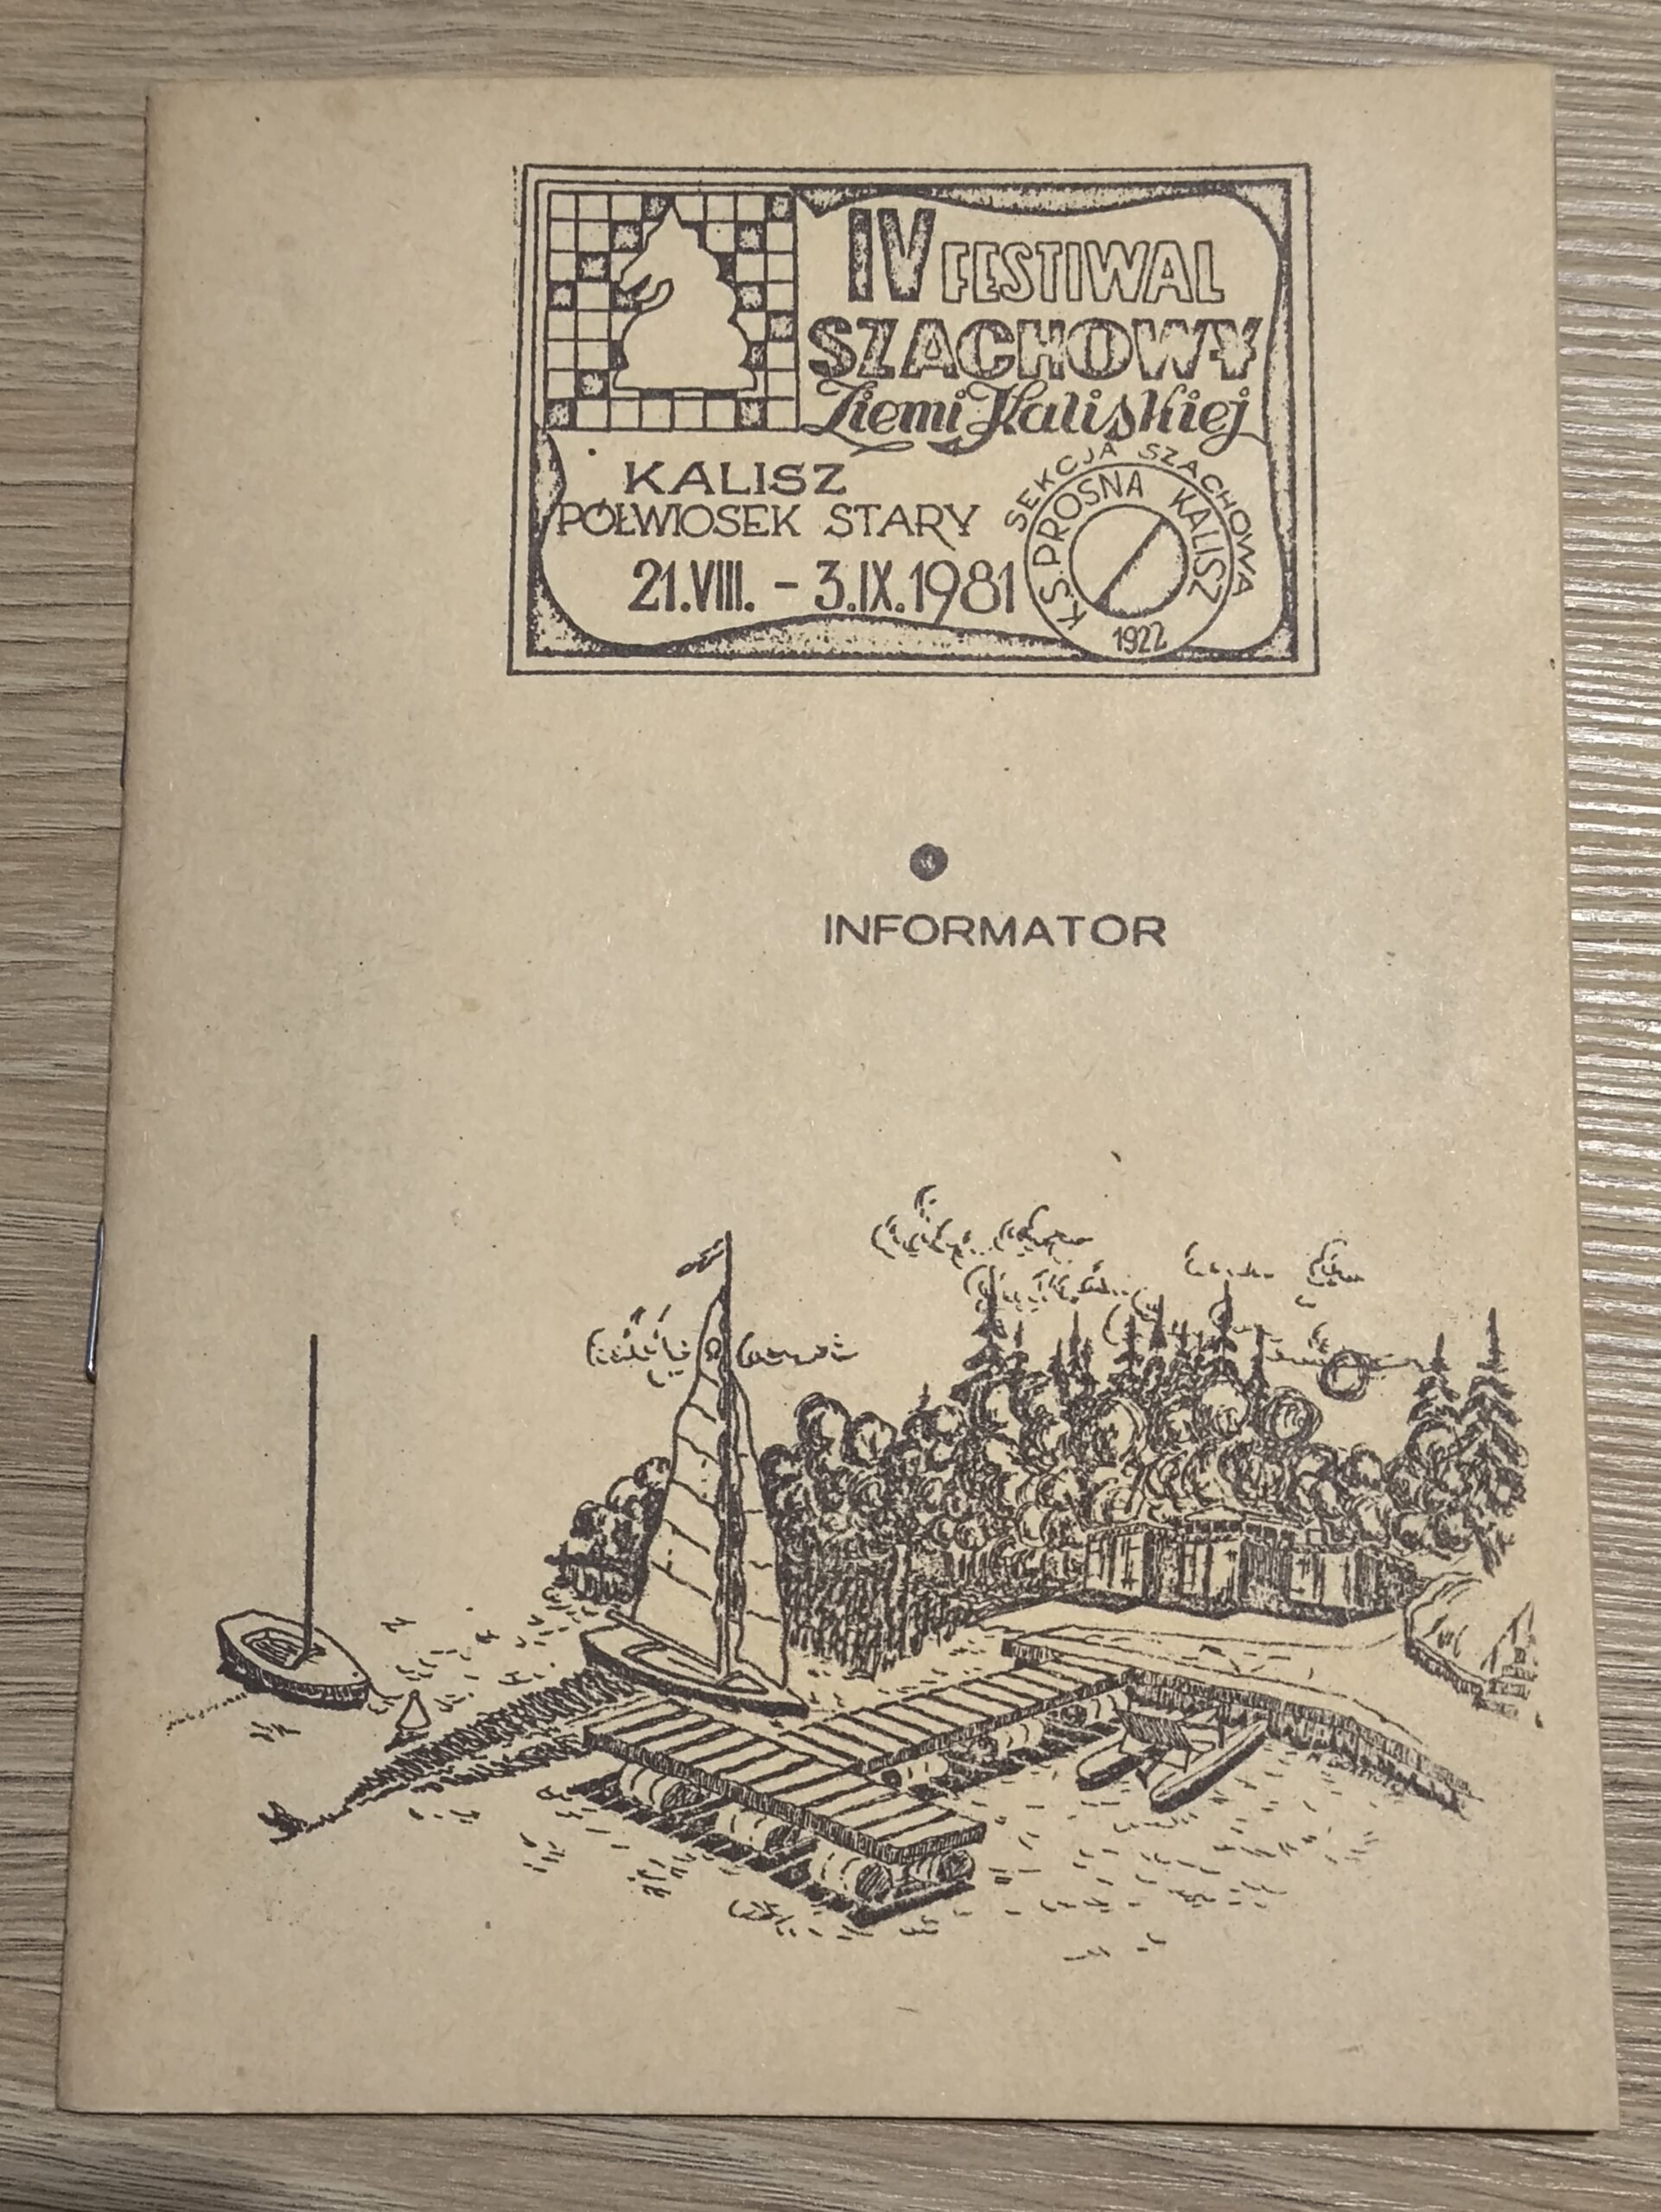 IV FESTIWAL
SZACHOWY
Ziemi Kaliskiej
KALISZ
PÓŁWIOSEK STARY
21.VIII. - 3.IX.1981
SEKCJA SZACHOWA
K.S. PROSNA KALISZ
1922
INFORMATOR